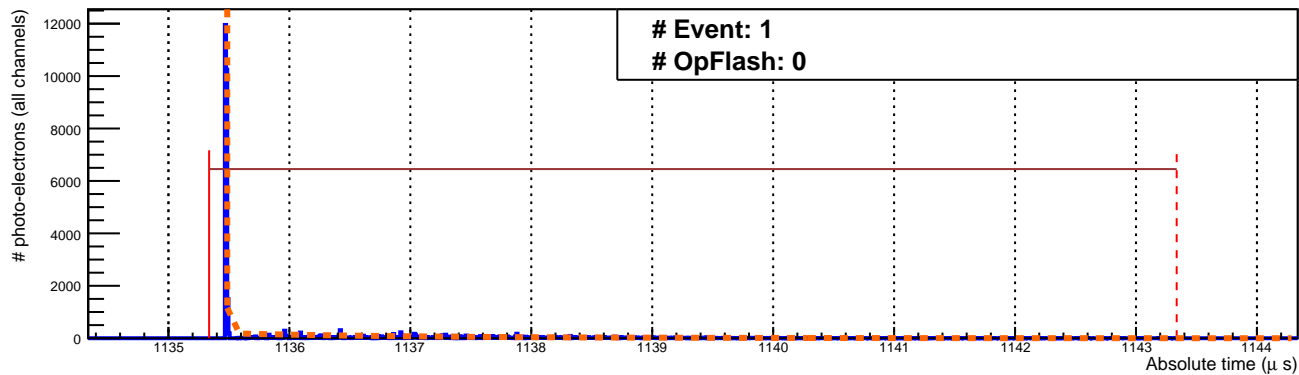 # Event: 1
# OpFlash: 0
# photo-electrons (all channels)
12000
10000
8000
6000
4000
2000
0
1135 1136 1137 1138 1139 1140 1141 1142 1143 1144
Absolute time (μ s)